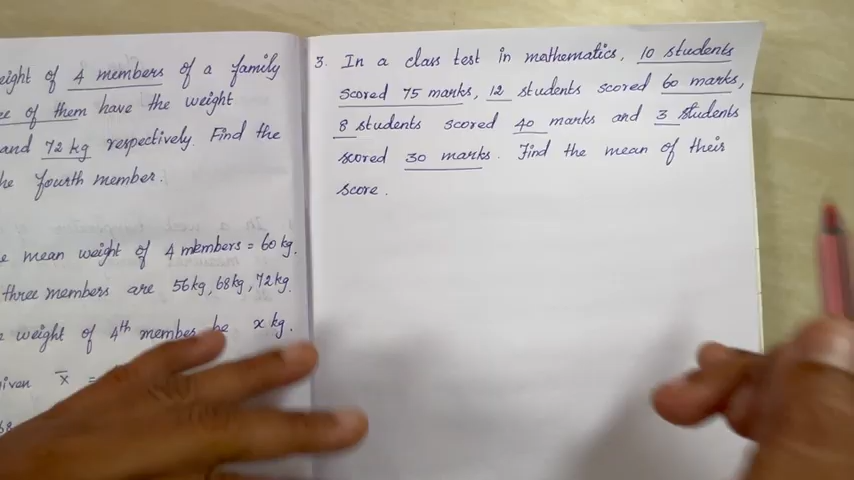 eight of 4 members of a family
ee of them have the weight
and 72 kg respectively. Find the
he fourth member.
e mean weight of 4 members = 60 kg.
three members are 56kg, 68kg, 72kg.
e weight of 4th member be x kg.
given x̄ =
68
3. In a class test in mathematics, 10 students
scored 75 marks, 12 students scored 60 marks,
8 students scored 40 marks and 3 students
scored 30 marks. Find the mean of their
score.